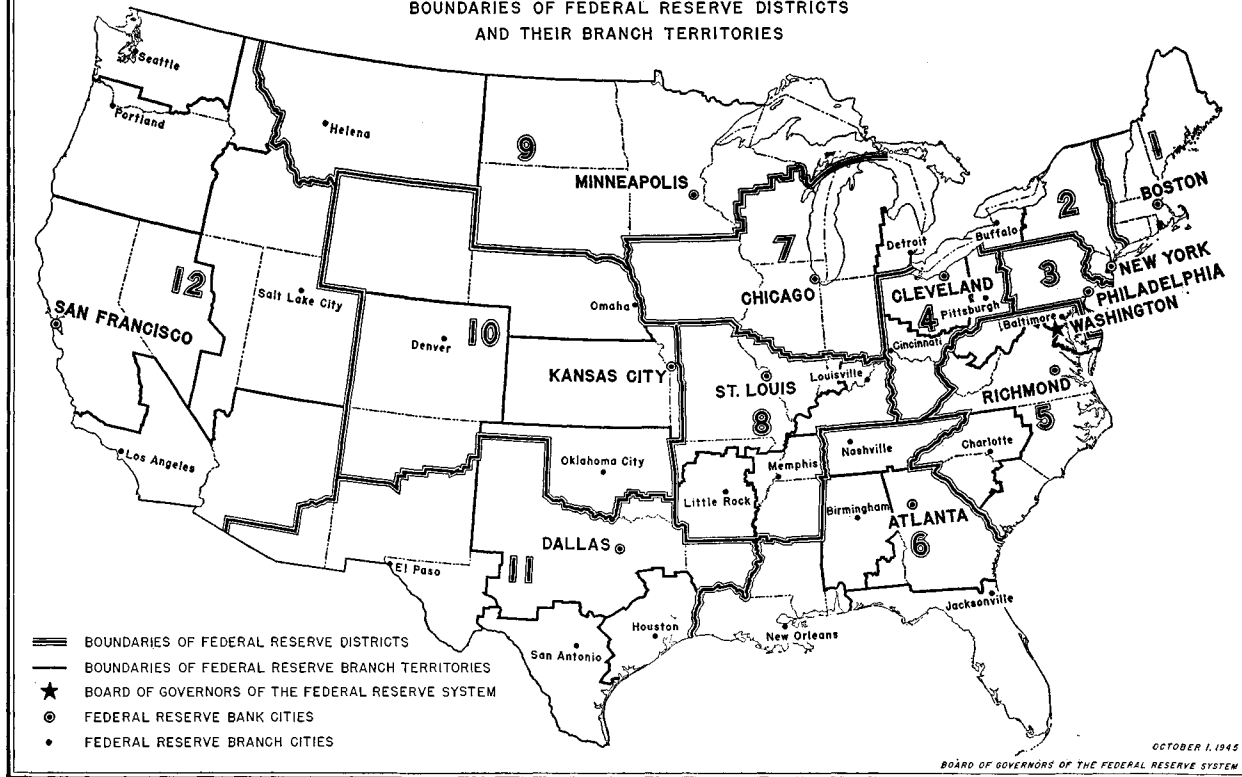 BOUNDARIES OF FEDERAL RESERVE DISTRICTS
AND THEIR BRANCH TERRITORIES
Seattle
Portland
Helena
9
MINNEAPOLIS
1
BOSTON
2
Buffalo
Detroit
7
3
NEW YORK
CLEVELAND
PHILADELPHIA
4
Pittsburgh
Baltimore
WASHINGTON
CHICAGO
12
Salt Lake City
Omaha
SAN FRANCISCO
10
Denver
Cincinnati
KANSAS CITY
ST. LOUIS
Louisville
RICHMOND
8
5
Los Angeles
Oklahoma City
Memphis
Nashville
Charlotte
Little Rock
Birmingham
ATLANTA
6
DALLAS
El Paso
11
Jacksonville
Houston
New Orleans
San Antonio
BOUNDARIES OF FEDERAL RESERVE DISTRICTS
BOUNDARIES OF FEDERAL RESERVE BRANCH TERRITORIES
BOARD OF GOVERNORS OF THE FEDERAL RESERVE SYSTEM
FEDERAL RESERVE BANK CITIES
FEDERAL RESERVE BRANCH CITIES
OCTOBER 1, 1945
BOARD OF GOVERNORS OF THE FEDERAL RESERVE SYSTEM